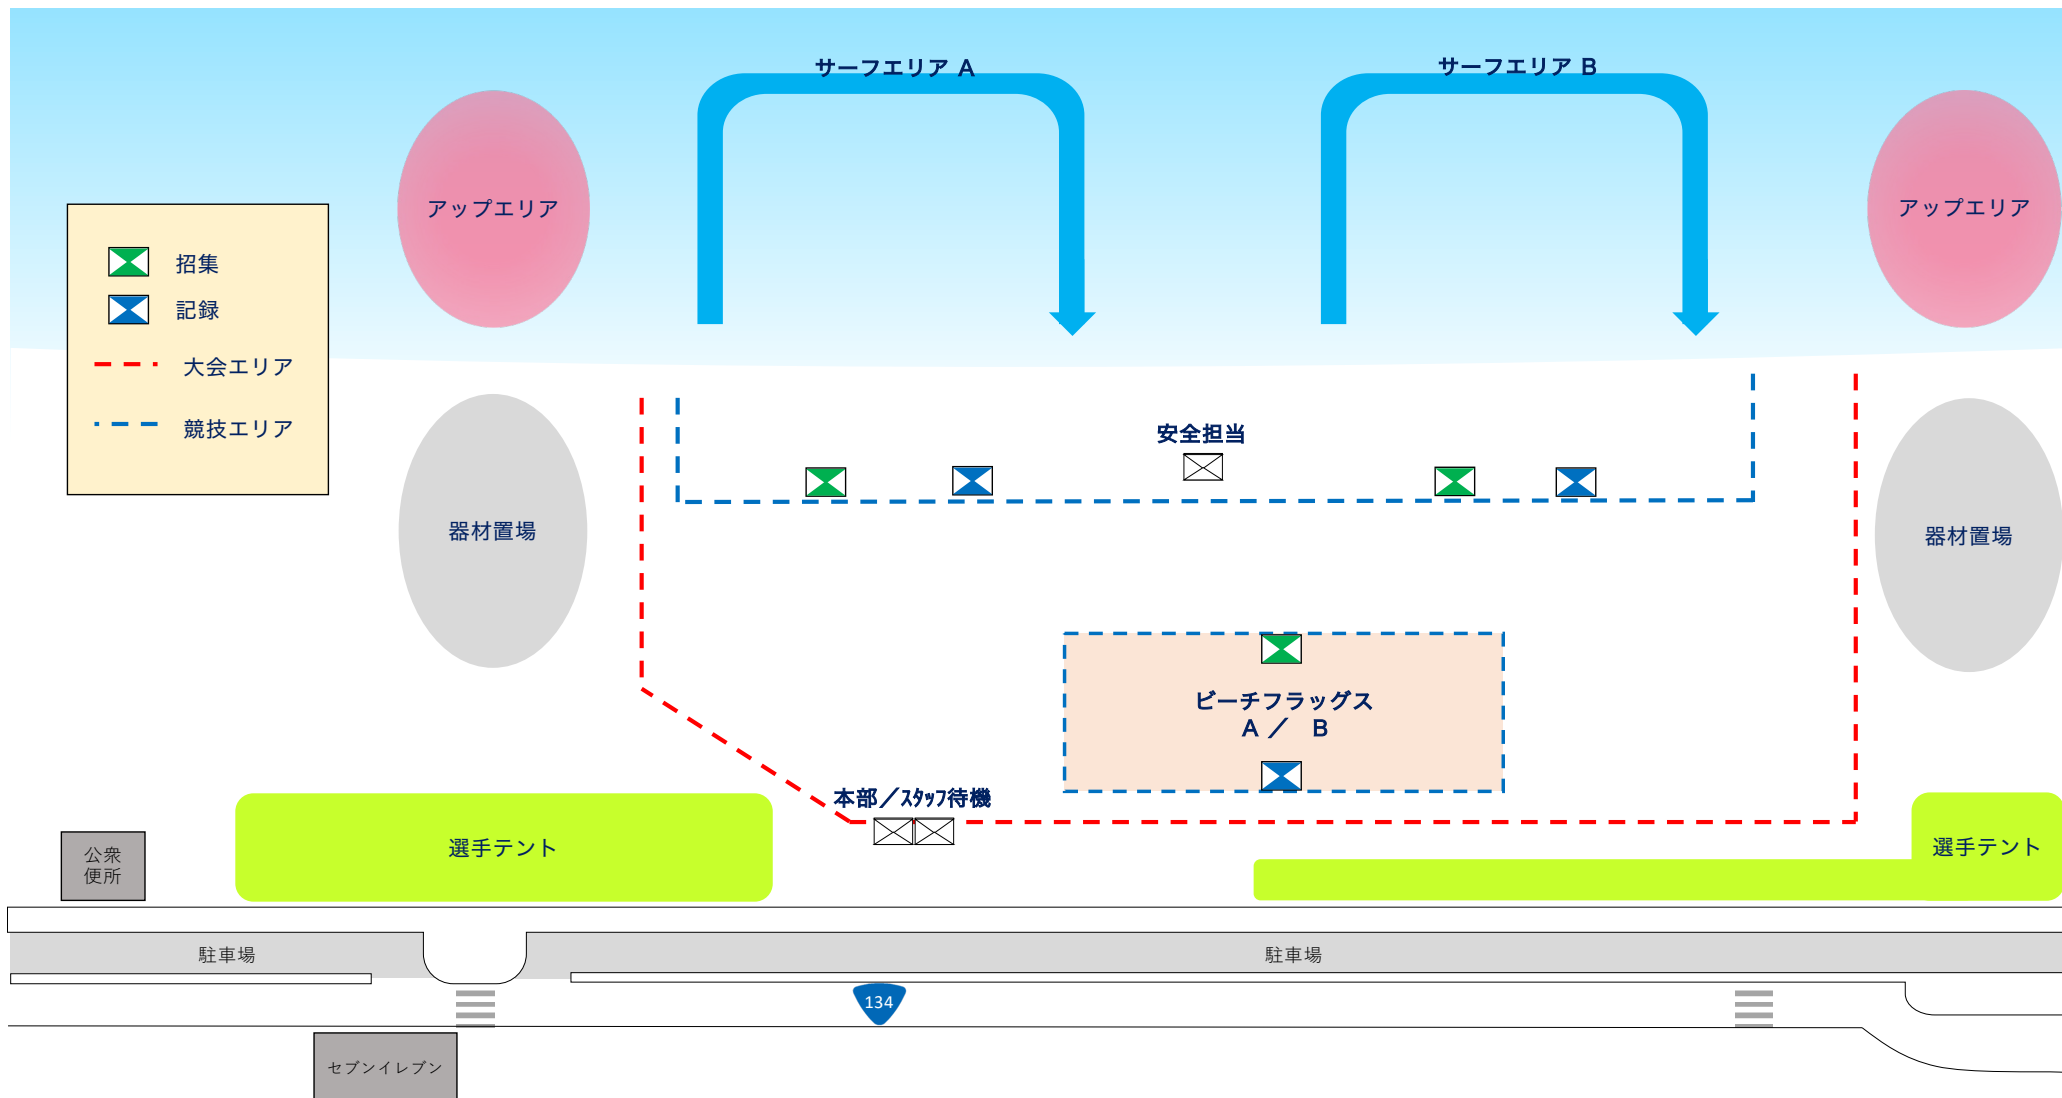 サーフエリア A
サーフエリア B
アップエリア
アップエリア
招集
記録
大会エリア
競技エリア
安全担当
器材置場
器材置場
ビーチフラッグス
A ／ B
本部／ｽﾀｯﾌ待機
選手テント
選手テント
公衆
便所
駐車場
駐車場
134
セブンイレブン